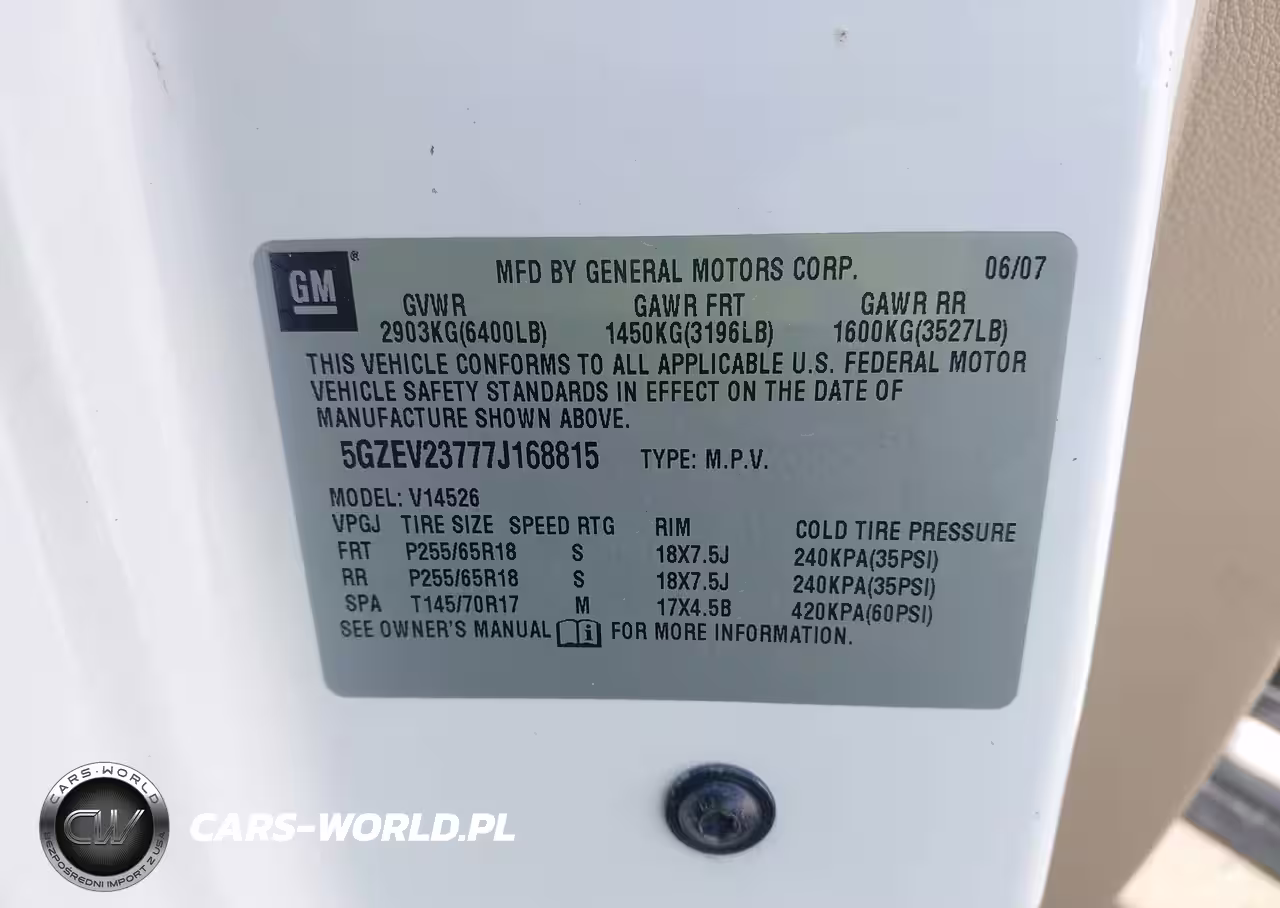 GM®
MFD BY GENERAL MOTORS CORP. 06/07
GVWR GAWR FRT GAWR RR
2903KG(6400LB) 1450KG(3196LB) 1600KG(3527LB)
THIS VEHICLE CONFORMS TO ALL APPLICABLE U.S. FEDERAL MOTOR
VEHICLE SAFETY STANDARDS IN EFFECT ON THE DATE OF
MANUFACTURE SHOWN ABOVE.
5GZEV23777J168815 TYPE: M.P.V.
MODEL: V14526
VPGJ TIRE SIZE SPEED RTG RIM COLD TIRE PRESSURE
FRT P255/65R18 S 18X7.5J 240KPA(35PSI)
RR P255/65R18 S 18X7.5J 240KPA(35PSI)
SPA T145/70R17 M 17X4.5B 420KPA(60PSI)
SEE OWNER'S MANUAL i FOR MORE INFORMATION.
CARS-WORLD
CW
BEZPOŚREDNI IMPORT Z USA
CARS-WORLD.PL